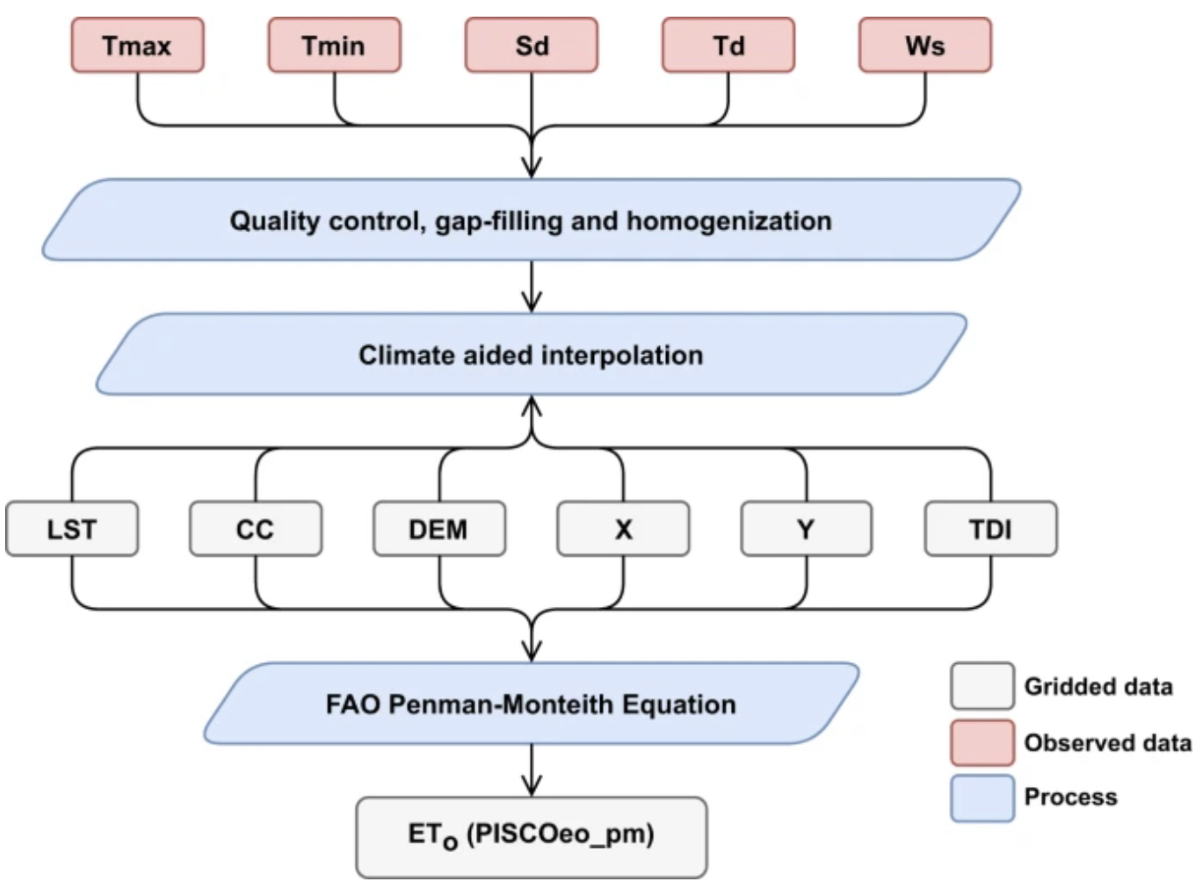 Tmax
Tmin
Sd
Td
Ws
Quality control, gap-filling and homogenization
Climate aided interpolation
LST
CC
DEM
X
Y
TDI
FAO Penman-Monteith Equation
ETo (PISCOeo_pm)
Gridded data
Observed data
Process